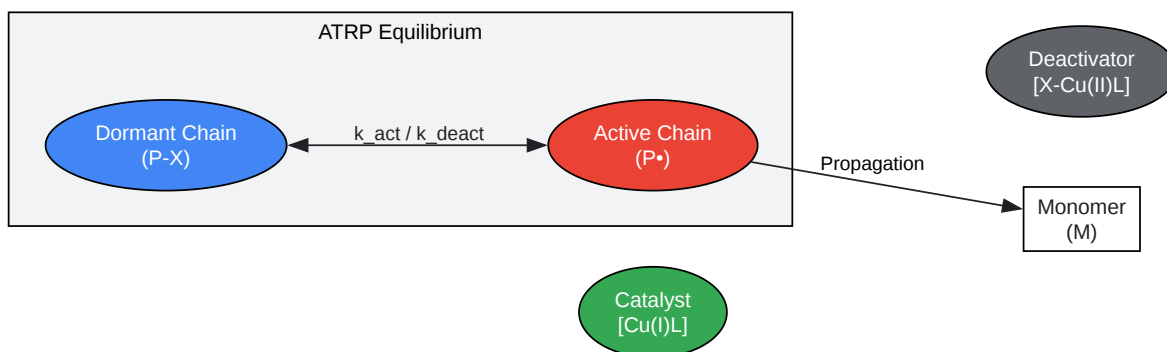 ATRP Equilibrium
Dormant Chain
(P-X)
k_act / k_deact
Active Chain
(P•)
Propagation
Deactivator
[X-Cu(II)L]
Monomer
(M)
Catalyst
[Cu(I)L]